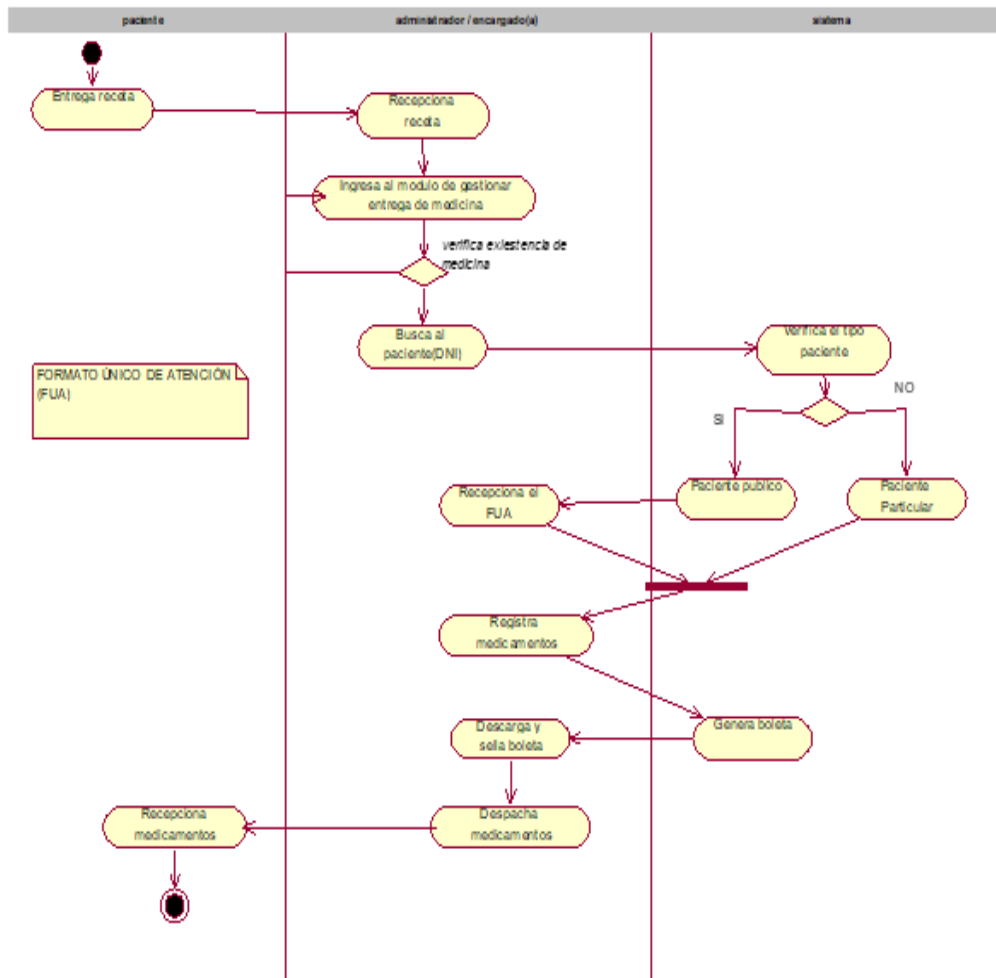 paciente
administrador / encargado(a)
sistema
Entrega receta
Recepciona
receta
Ingresa al modulo de gestionar
entrega de medicina
verifica exiestencia de
medicina
Busca al
paciente(DNI)
Verifica el tipo
paciente
FORMATO ÚNICO DE ATENCIÓN
(FUA)
SI
NO
Recepciona el
FUA
Paciente publico
Paciente
Particular
Registra
medicamentos
Descarga y
sella boleta
Genera boleta
Recepciona
medicamentos
Despacha
medicamentos